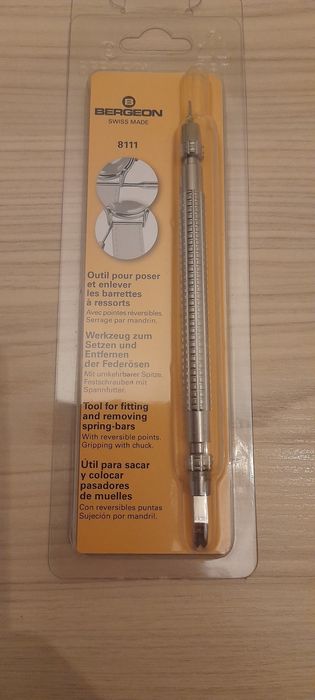 B
BERGEON
SWISS MADE
8111
Outil pour poser
et enlever
les barrettes
à ressorts
Avec pointes réversibles.
Serrage par mandrin.
Werkzeug zum
Setzen und
Entfernen
der Federösen
Mit umkehrbarer Spitze.
Festschrauben mit
Spannfutter.
Tool for fitting
and removing
spring-bars
With reversible points.
Gripping with chuck.
Útil para sacar
y colocar
pasadores
de muelles
Con reversibles puntas
Sujeción por mandril.